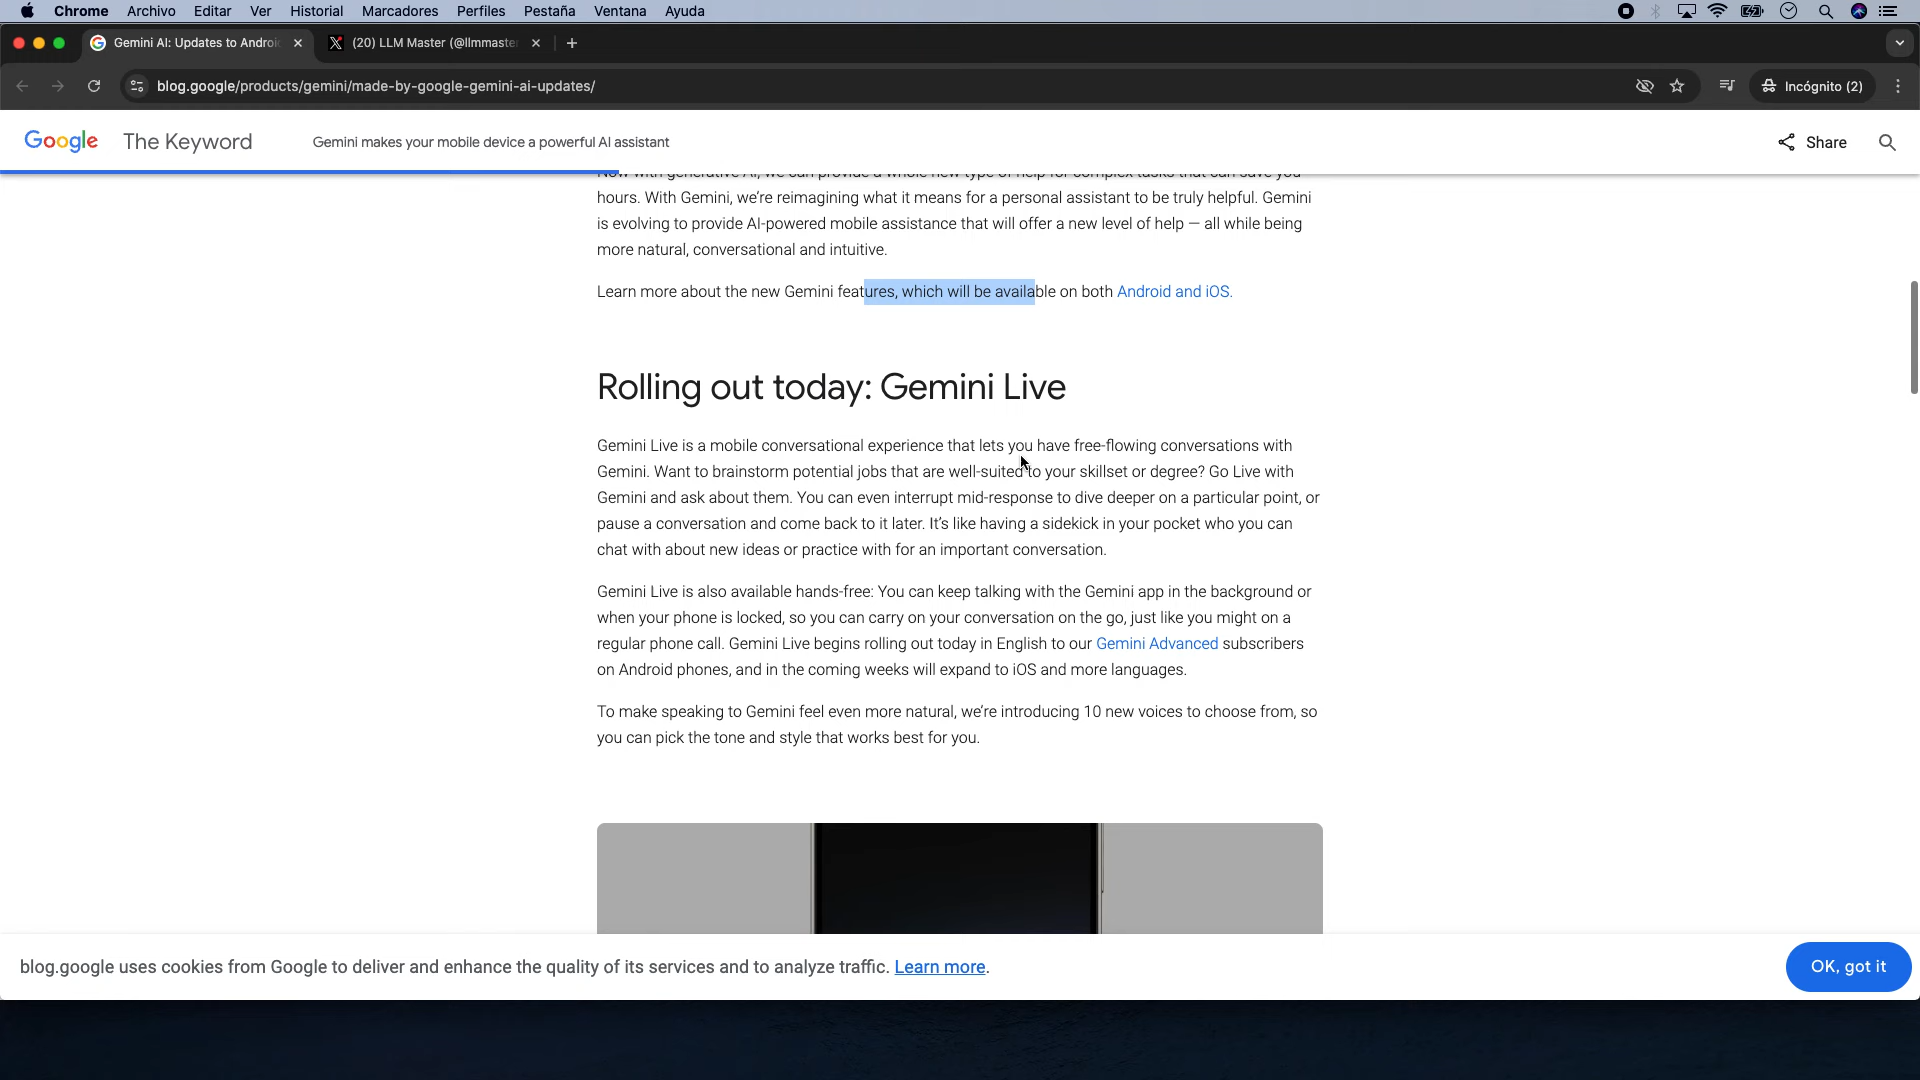 Chrome Archivo Editar Ver Historial Marcadores Perfiles Pestaña Ventana Ayuda
Gemini AI: Updates to Androi
(20) LLM Master (@llmmaster
blog.google/products/gemini/made-by-google-gemini-ai-updates/
Incógnito (2)
Google The Keyword
Gemini makes your mobile device a powerful AI assistant
Share
Now with generative AI, we can provide a whole new type of help for complex tasks that can save you
hours. With Gemini, we're reimagining what it means for a personal assistant to be truly helpful. Gemini
is evolving to provide AI-powered mobile assistance that will offer a new level of help — all while being
more natural, conversational and intuitive.
Learn more about the new Gemini features, which will be available on both Android and iOS.
Rolling out today: Gemini Live
Gemini Live is a mobile conversational experience that lets you have free-flowing conversations with
Gemini. Want to brainstorm potential jobs that are well-suited to your skillset or degree? Go Live with
Gemini and ask about them. You can even interrupt mid-response to dive deeper on a particular point, or
pause a conversation and come back to it later. It's like having a sidekick in your pocket who you can
chat with about new ideas or practice with for an important conversation.
Gemini Live is also available hands-free: You can keep talking with the Gemini app in the background or
when your phone is locked, so you can carry on your conversation on the go, just like you might on a
regular phone call. Gemini Live begins rolling out today in English to our Gemini Advanced subscribers
on Android phones, and in the coming weeks will expand to iOS and more languages.
To make speaking to Gemini feel even more natural, we're introducing 10 new voices to choose from, so
you can pick the tone and style that works best for you.
blog.google uses cookies from Google to deliver and enhance the quality of its services and to analyze traffic. Learn more.
OK, got it